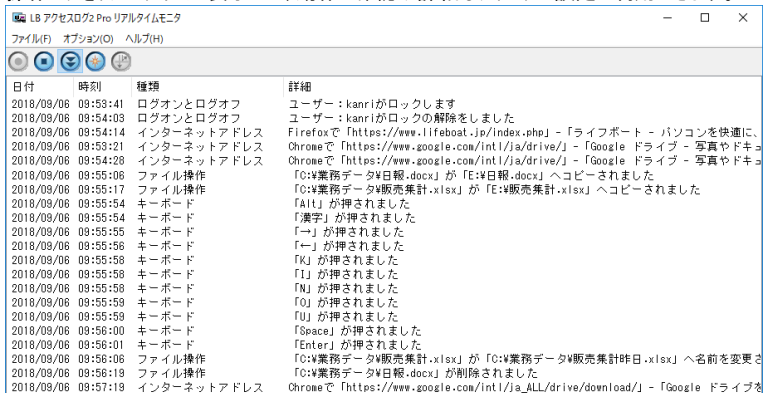 LB アクセスログ2 Pro リアルタイムモニタ
ファイル(F) オプション(O) ヘルプ(H)
日付 時刻 種類 詳細
2018/09/06 09:53:41 ログオンとログオフ ユーザー：kanriがロックします
2018/09/06 09:54:03 ログオンとログオフ ユーザー：kanriがロックの解除をしました
2018/09/06 09:54:14 インターネットアドレス Firefoxで「https://www.lifeboat.jp/index.php」-「ライフボート - パソコンを快適に、
2018/09/06 09:53:21 インターネットアドレス Chromeで「https://www.google.com/intl/ja/drive/」-「Google ドライブ - 写真やドキュ
2018/09/06 09:54:28 インターネットアドレス Chromeで「https://www.google.com/intl/ja/drive/」-「Google ドライブ - 写真やドキュ
2018/09/06 09:55:06 ファイル操作 「C:¥業務データ¥日報.docx」が「E:¥日報.docx」へコピーされました
2018/09/06 09:55:17 ファイル操作 「C:¥業務データ¥販売集計.xlsx」が「E:¥販売集計.xlsx」へコピーされました
2018/09/06 09:55:54 キーボード 「Alt」が押されました
2018/09/06 09:55:54 キーボード 「漢字」が押されました
2018/09/06 09:55:55 キーボード 「→」が押されました
2018/09/06 09:55:56 キーボード 「←」が押されました
2018/09/06 09:55:58 キーボード 「K」が押されました
2018/09/06 09:55:58 キーボード 「I」が押されました
2018/09/06 09:55:58 キーボード 「N」が押されました
2018/09/06 09:55:59 キーボード 「O」が押されました
2018/09/06 09:55:59 キーボード 「U」が押されました
2018/09/06 09:56:00 キーボード 「Space」が押されました
2018/09/06 09:56:01 キーボード 「Enter」が押されました
2018/09/06 09:56:06 ファイル操作 「C:¥業務データ¥販売集計.xlsx」が「C:¥業務データ¥販売集計昨日.xlsx」へ名前を変更さ
2018/09/06 09:56:19 ファイル操作 「C:¥業務データ¥日報.docx」が削除されました
2018/09/06 09:57:19 インターネットアドレス Chromeで「https://www.google.com/intl/ja_ALL/drive/download/」-「Google ドライブを